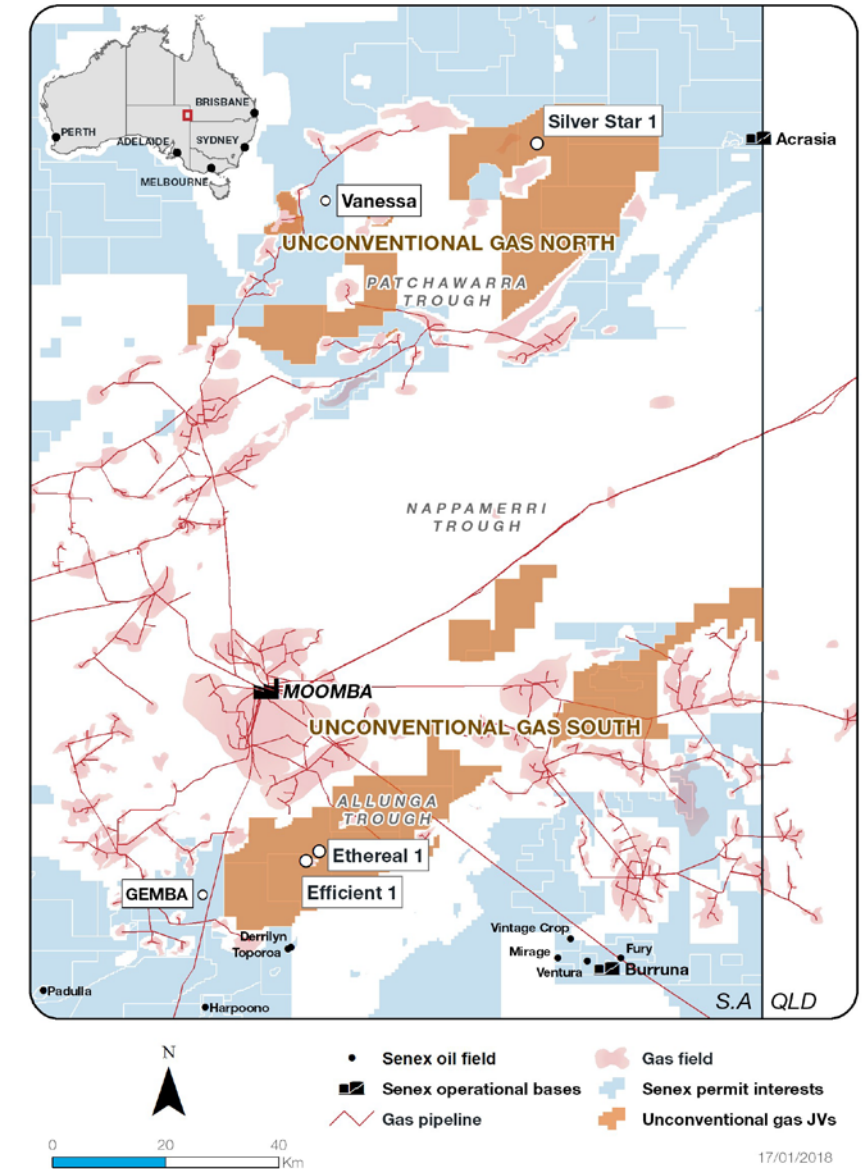 BRISBANE
PERTH
ADELAIDE
SYDNEY
MELBOURNE
Silver Star 1
Acrasia
Vanessa
UNCONVENTIONAL GAS NORTH
PATCHAWARRA
TROUGH
NAPPAMERRI
TROUGH
MOOMBA
UNCONVENTIONAL GAS SOUTH
ALLUNGA
TROUGH
Ethereal 1
Efficient 1
GEMBA
Derrilyn
Toporoa
Vintage Crop
Mirage
Fury
Ventura
Burruna
Padulla
Harpoono
S.A
QLD
N
Senex oil field
Senex operational bases
Gas pipeline
Gas field
Senex permit interests
Unconventional gas JVs
0 20 40
Km
17/01/2018